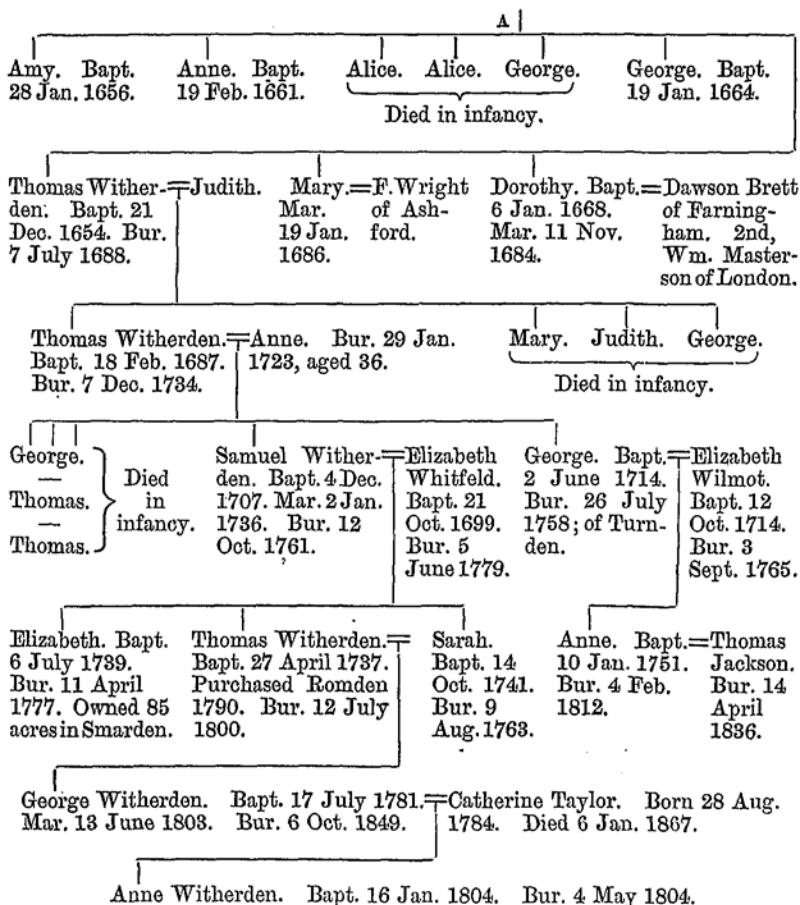 A
Amy. Bapt. 28 Jan. 1656.
Anne. Bapt. 19 Feb. 1661.
Alice. Alice. George.
Died in infancy.
George. Bapt. 19 Jan. 1664.
Thomas Wither-
den. Bapt. 21
Dec. 1654. Bur.
7 July 1688.
=Judith.
Mary.
Mar.
19 Jan.
1686.
=F. Wright
of Ash-
ford.
Dorothy. Bapt.
6 Jan. 1668.
Mar. 11 Nov.
1684.
=Dawson Brett
of Farning-
ham. 2nd,
Wm. Master-
son of London.
Thomas Witherden.
Bapt. 18 Feb. 1687.
Bur. 7 Dec. 1734.
=Anne. Bur. 29 Jan.
1723, aged 36.
Mary. Judith. George.
Died in infancy.
George.
—
Thomas.
—
Thomas.
Died
in
infancy.
Samuel Wither-
den. Bapt. 4 Dec.
1707. Mar. 2 Jan.
1736. Bur. 12
Oct. 1761.
=Elizabeth
Whitfeld.
Bapt. 21
Oct. 1699.
Bur. 5
June 1779.
George. Bapt.
2 June 1714.
Bur. 26 July
1758; of Turn-
den.
=Elizabeth
Wilmot.
Bapt. 12
Oct. 1714.
Bur. 3
Sept. 1765.
Elizabeth. Bapt.
6 July 1739.
Bur. 11 April
1777. Owned 85
acres in Smarden.
Thomas Witherden.=
Bapt. 27 April 1737.
Purchased Romden
1790. Bur. 12 July
1800.
Sarah.
Bapt. 14
Oct. 1741.
Bur. 9
Aug. 1763.
Anne. Bapt.
10 Jan. 1751.
Bur. 4 Feb.
1812.
=Thomas
Jackson.
Bur. 14
April
1836.
George Witherden. Bapt. 17 July 1781.
Mar. 13 June 1803. Bur. 6 Oct. 1849.
=Catherine Taylor. Born 28 Aug.
1784. Died 6 Jan. 1867.
Anne Witherden. Bapt. 16 Jan. 1804. Bur. 4 May 1804.